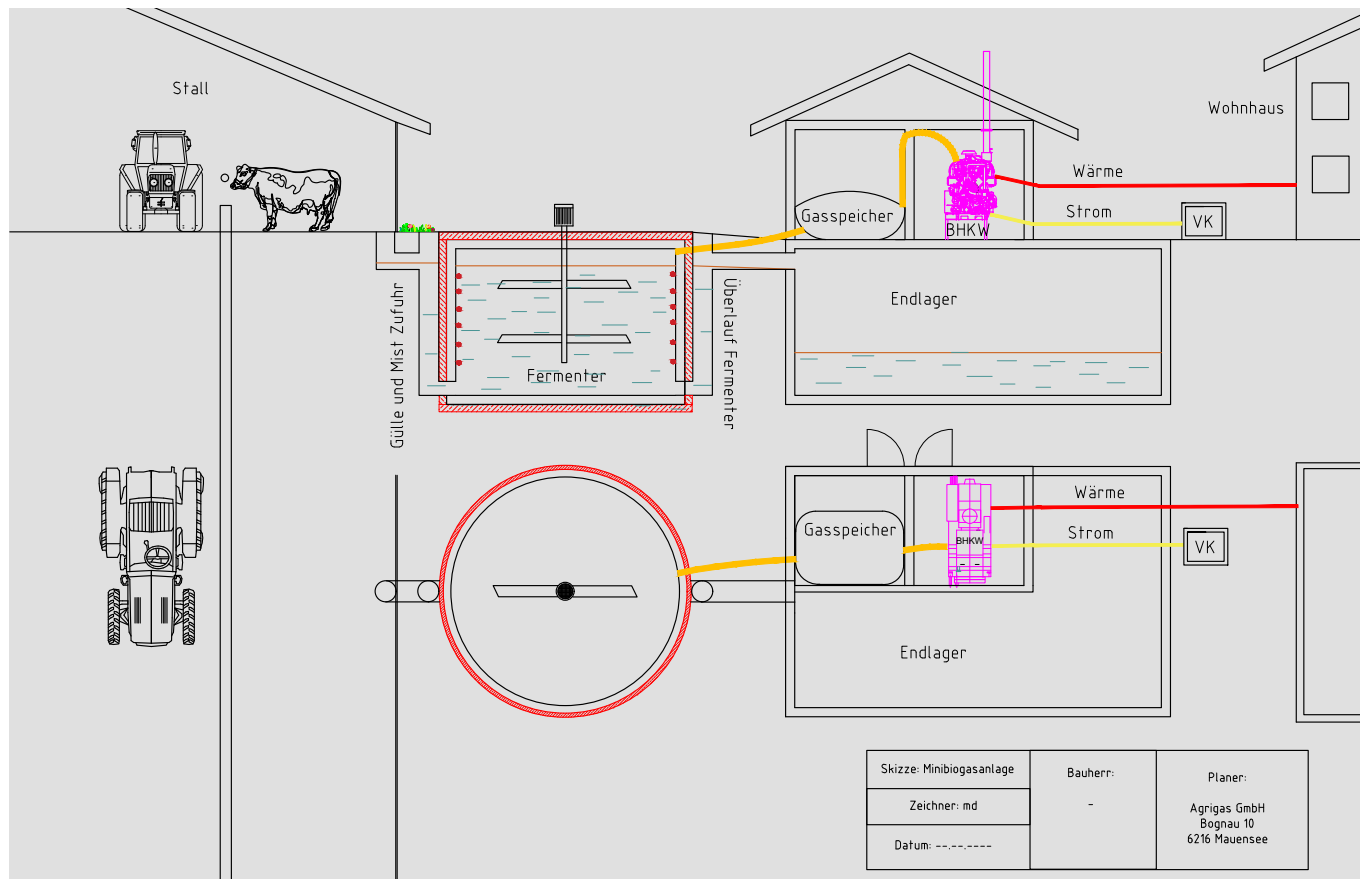 Stall
Wohnhaus
Wärme
Gasspeicher
Strom
BHKW
VK
Gülle und Mist Zufuhr
Fermenter
Überlauf Fermenter
Endlager
Gasspeicher
BHKW
Wärme
Strom
VK
Endlager
Skizze: Minibiogasanlage
Zeichner: md
Datum: --.--.----
Bauherr:
-
Planer:
Agrigas GmbH
Bognau 10
6216 Mauensee